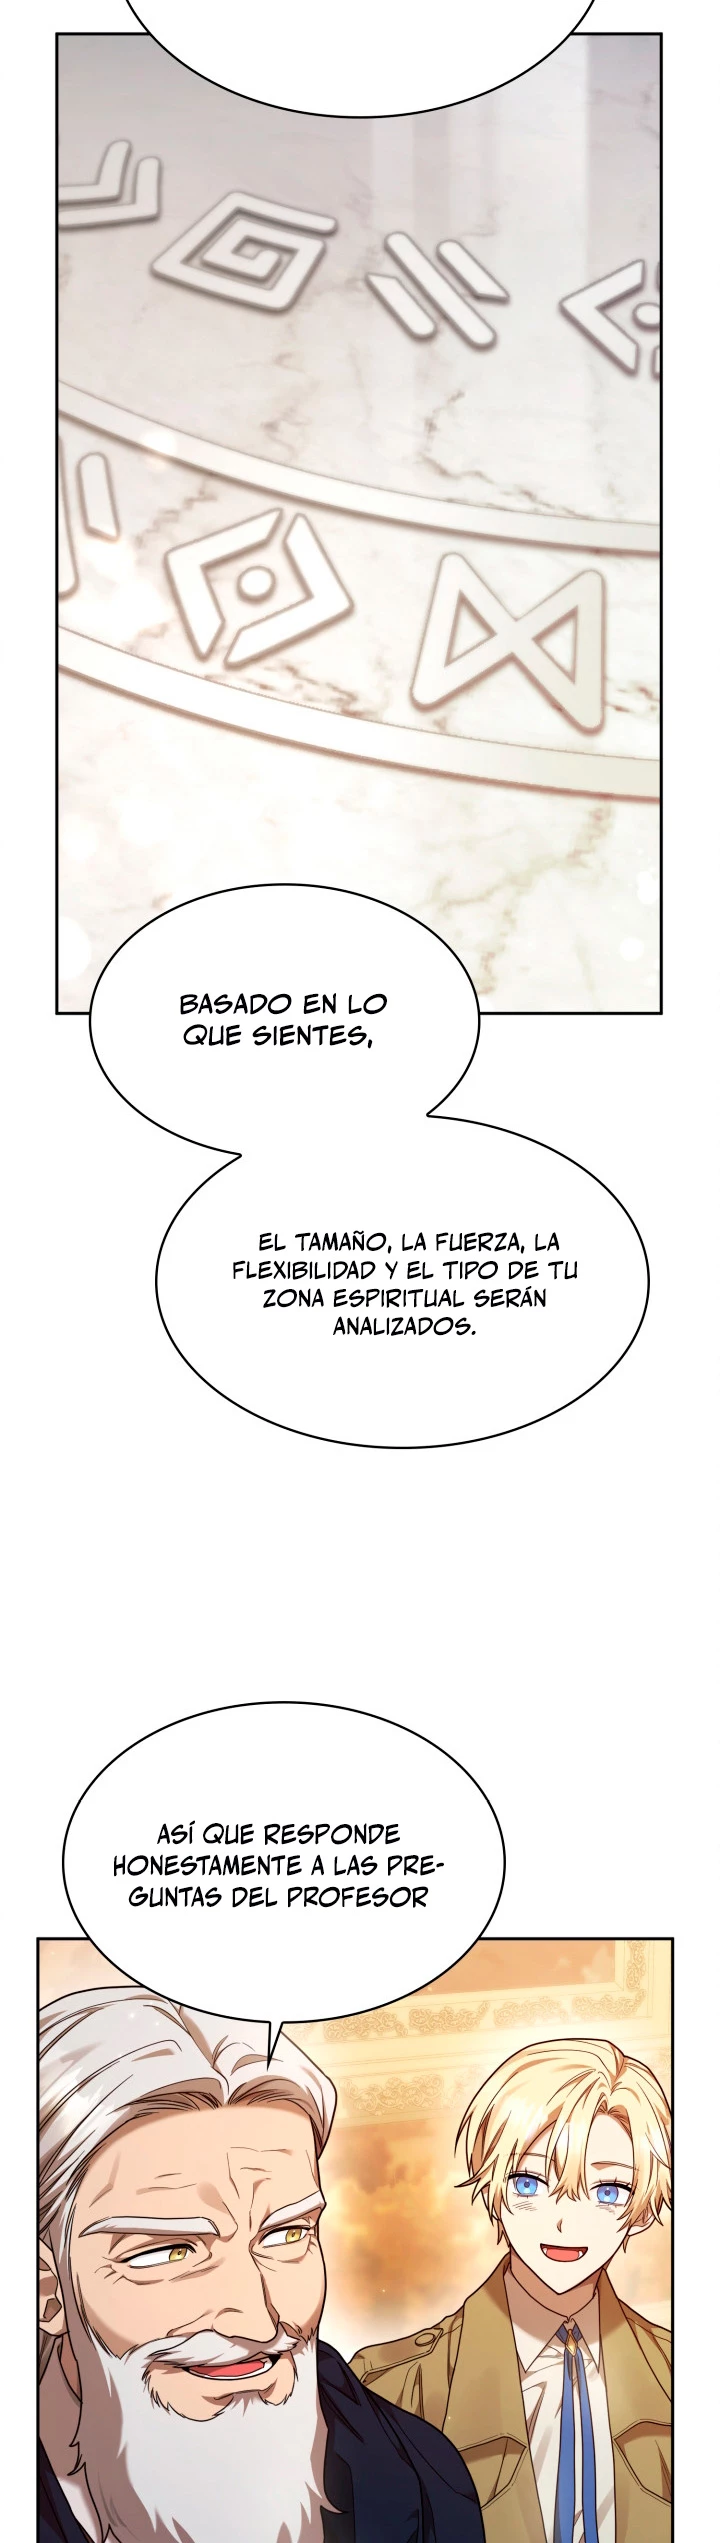 BASADO EN LO
QUE SIENTES,
EL TAMAÑO, LA FUERZA, LA
FLEXIBILIDAD Y EL TIPO DE TU
ZONA ESPIRITUAL SERÁN
ANALIZADOS.
ASÍ QUE RESPONDE
HONESTAMENTE A LAS PRE-
GUNTAS DEL PROFESOR